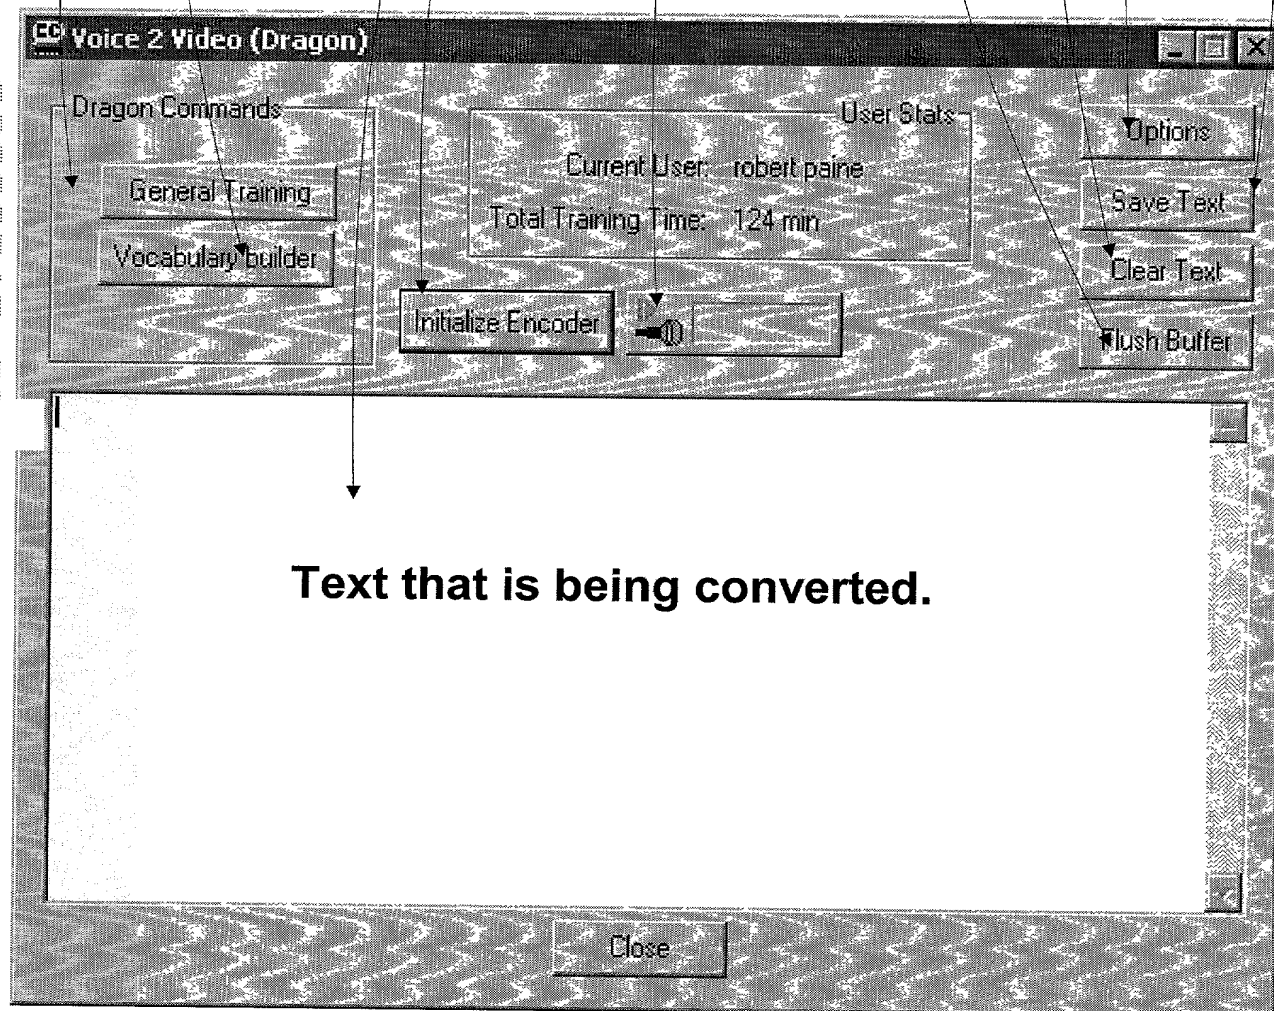 CC Voice 2 Video (Dragon)
Dragon Commands
General Training
Vocabulary builder
User Stats
Current User: robert paine
Total Training Time: 124 min
Options
Save Text
Clear Text
Flush Buffer
Initialize Encoder
Text that is being converted.
Close